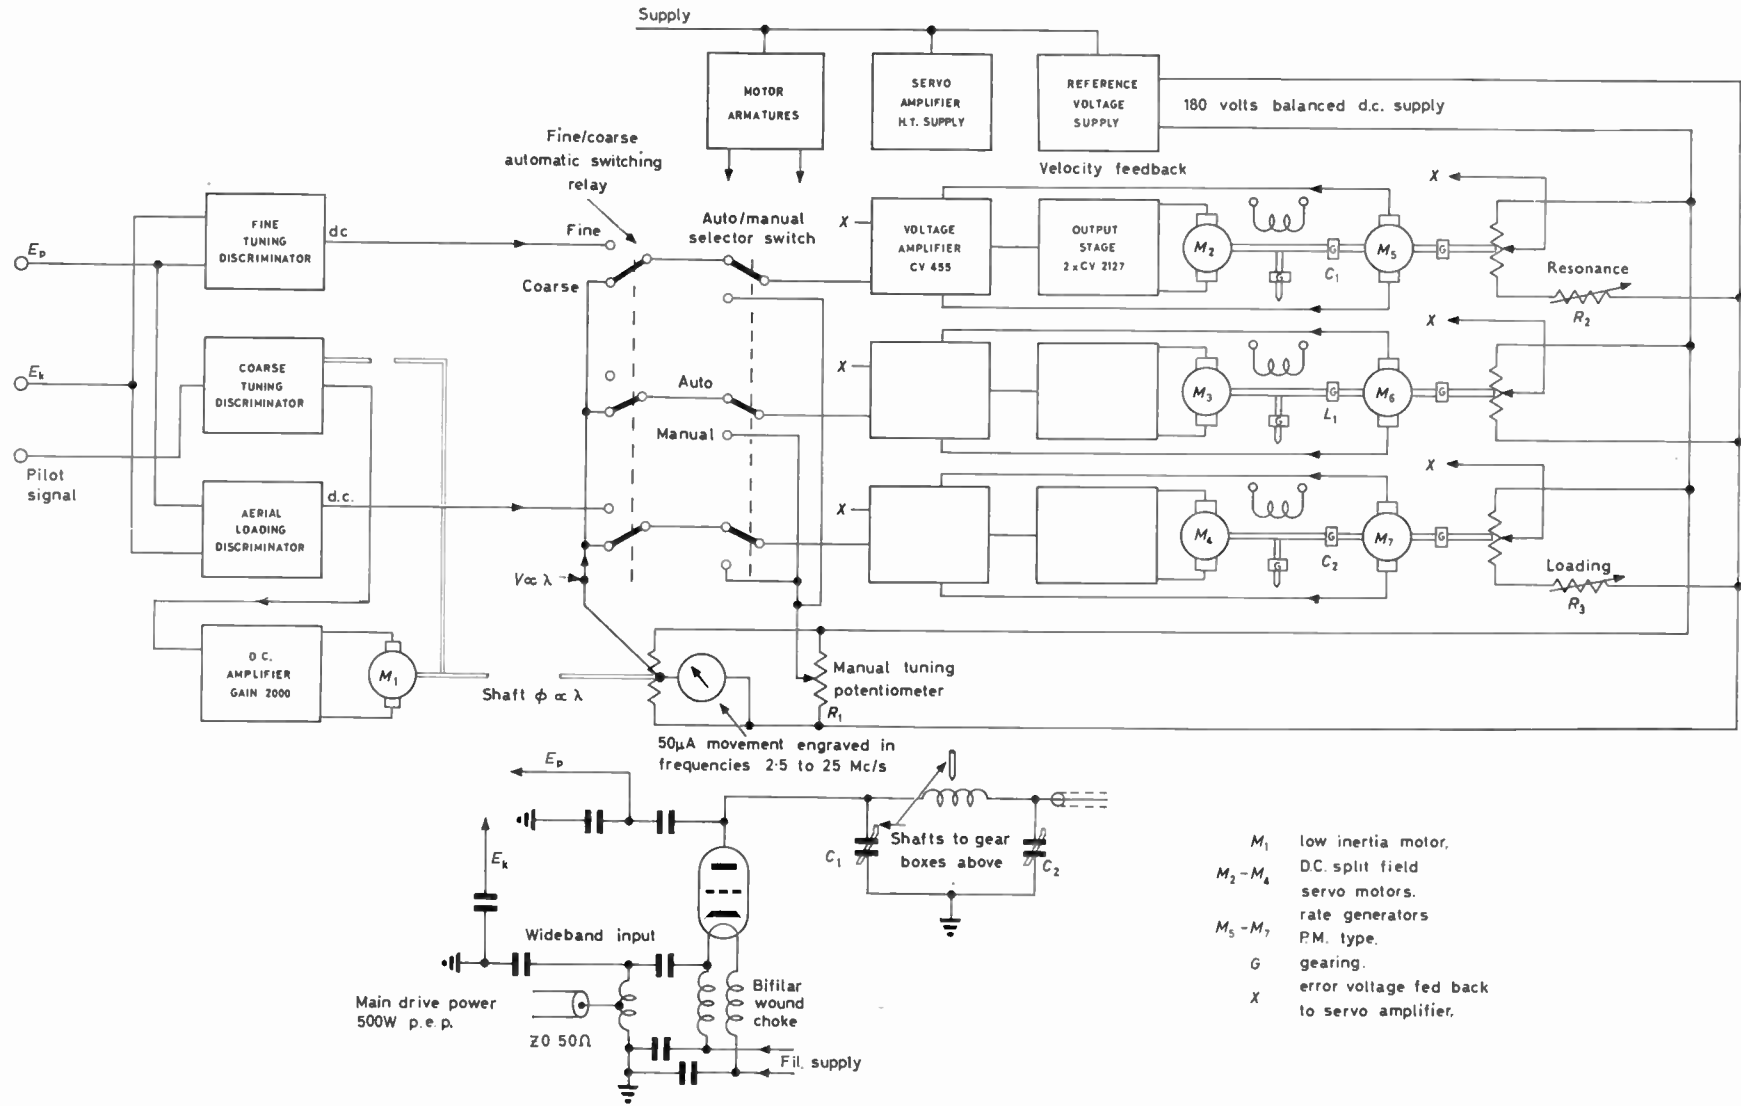 Supply
MOTOR
ARMATURES
SERVO
AMPLIFIER
H.T. SUPPLY
REFERENCE
VOLTAGE
SUPPLY
180 volts balanced d.c. supply
Fine/coarse
automatic switching
relay
Velocity feedback
X
FINE
TUNING
DISCRIMINATOR
dc
Fine
Auto/manual
selector switch
X
VOLTAGE
AMPLIFIER
CV 455
OUTPUT
STAGE
2 x CV 2127
M2
G
G
C1
M5
G
Resonance
R2
Ep
Coarse
X
Ek
COARSE
TUNING
DISCRIMINATOR
Auto
Manual
X
M3
G
G
L1
M6
G
X
Pilot
signal
AERIAL
LOADING
DISCRIMINATOR
d.c.
X
M4
G
G
C2
M7
G
Loading
R3
V∝ λ
D.C.
AMPLIFIER
GAIN 2000
M1
Shaft ϕ ∝ λ
Manual tuning
potentiometer
R1
50μA movement engraved in
frequencies 2·5 to 25 Mc/s
Ep
Ek
C1
Shafts to gear
boxes above
C2
Wideband input
Main drive power
500W p.e.p.
ZO 50Ω
Bifilar
wound
choke
Fil. supply
M1 low inertia motor,
M2-M4 D.C. split field
servo motors.
rate generators
M5-M7 P.M. type.
G gearing.
X error voltage fed back
to servo amplifier.